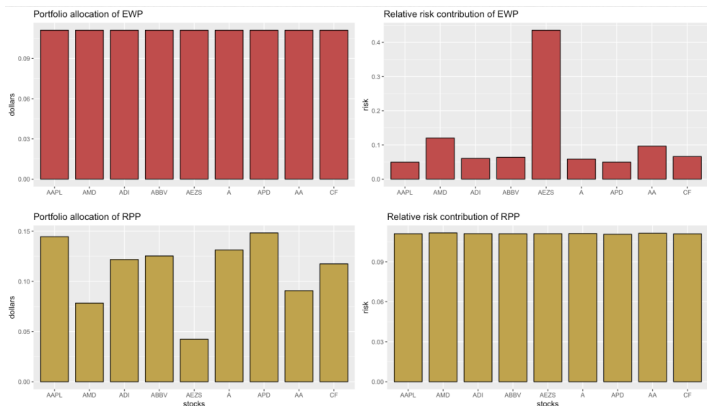 Portfolio allocation of EWP
dollars
0.09
0.06
0.03
0.00
AAPL AMD ADI ABBV AEZS A APD AA CF
Relative risk contribution of EWP
risk
0.4
0.3
0.2
0.1
0.0
AAPL AMD ADI ABBV AEZS A APD AA CF
Portfolio allocation of RPP
dollars
0.15
0.10
0.05
0.00
AAPL AMD ADI ABBV AEZS A APD AA CF
stocks
Relative risk contribution of RPP
risk
0.09
0.06
0.03
0.00
AAPL AMD ADI ABBV AEZS A APD AA CF
stocks